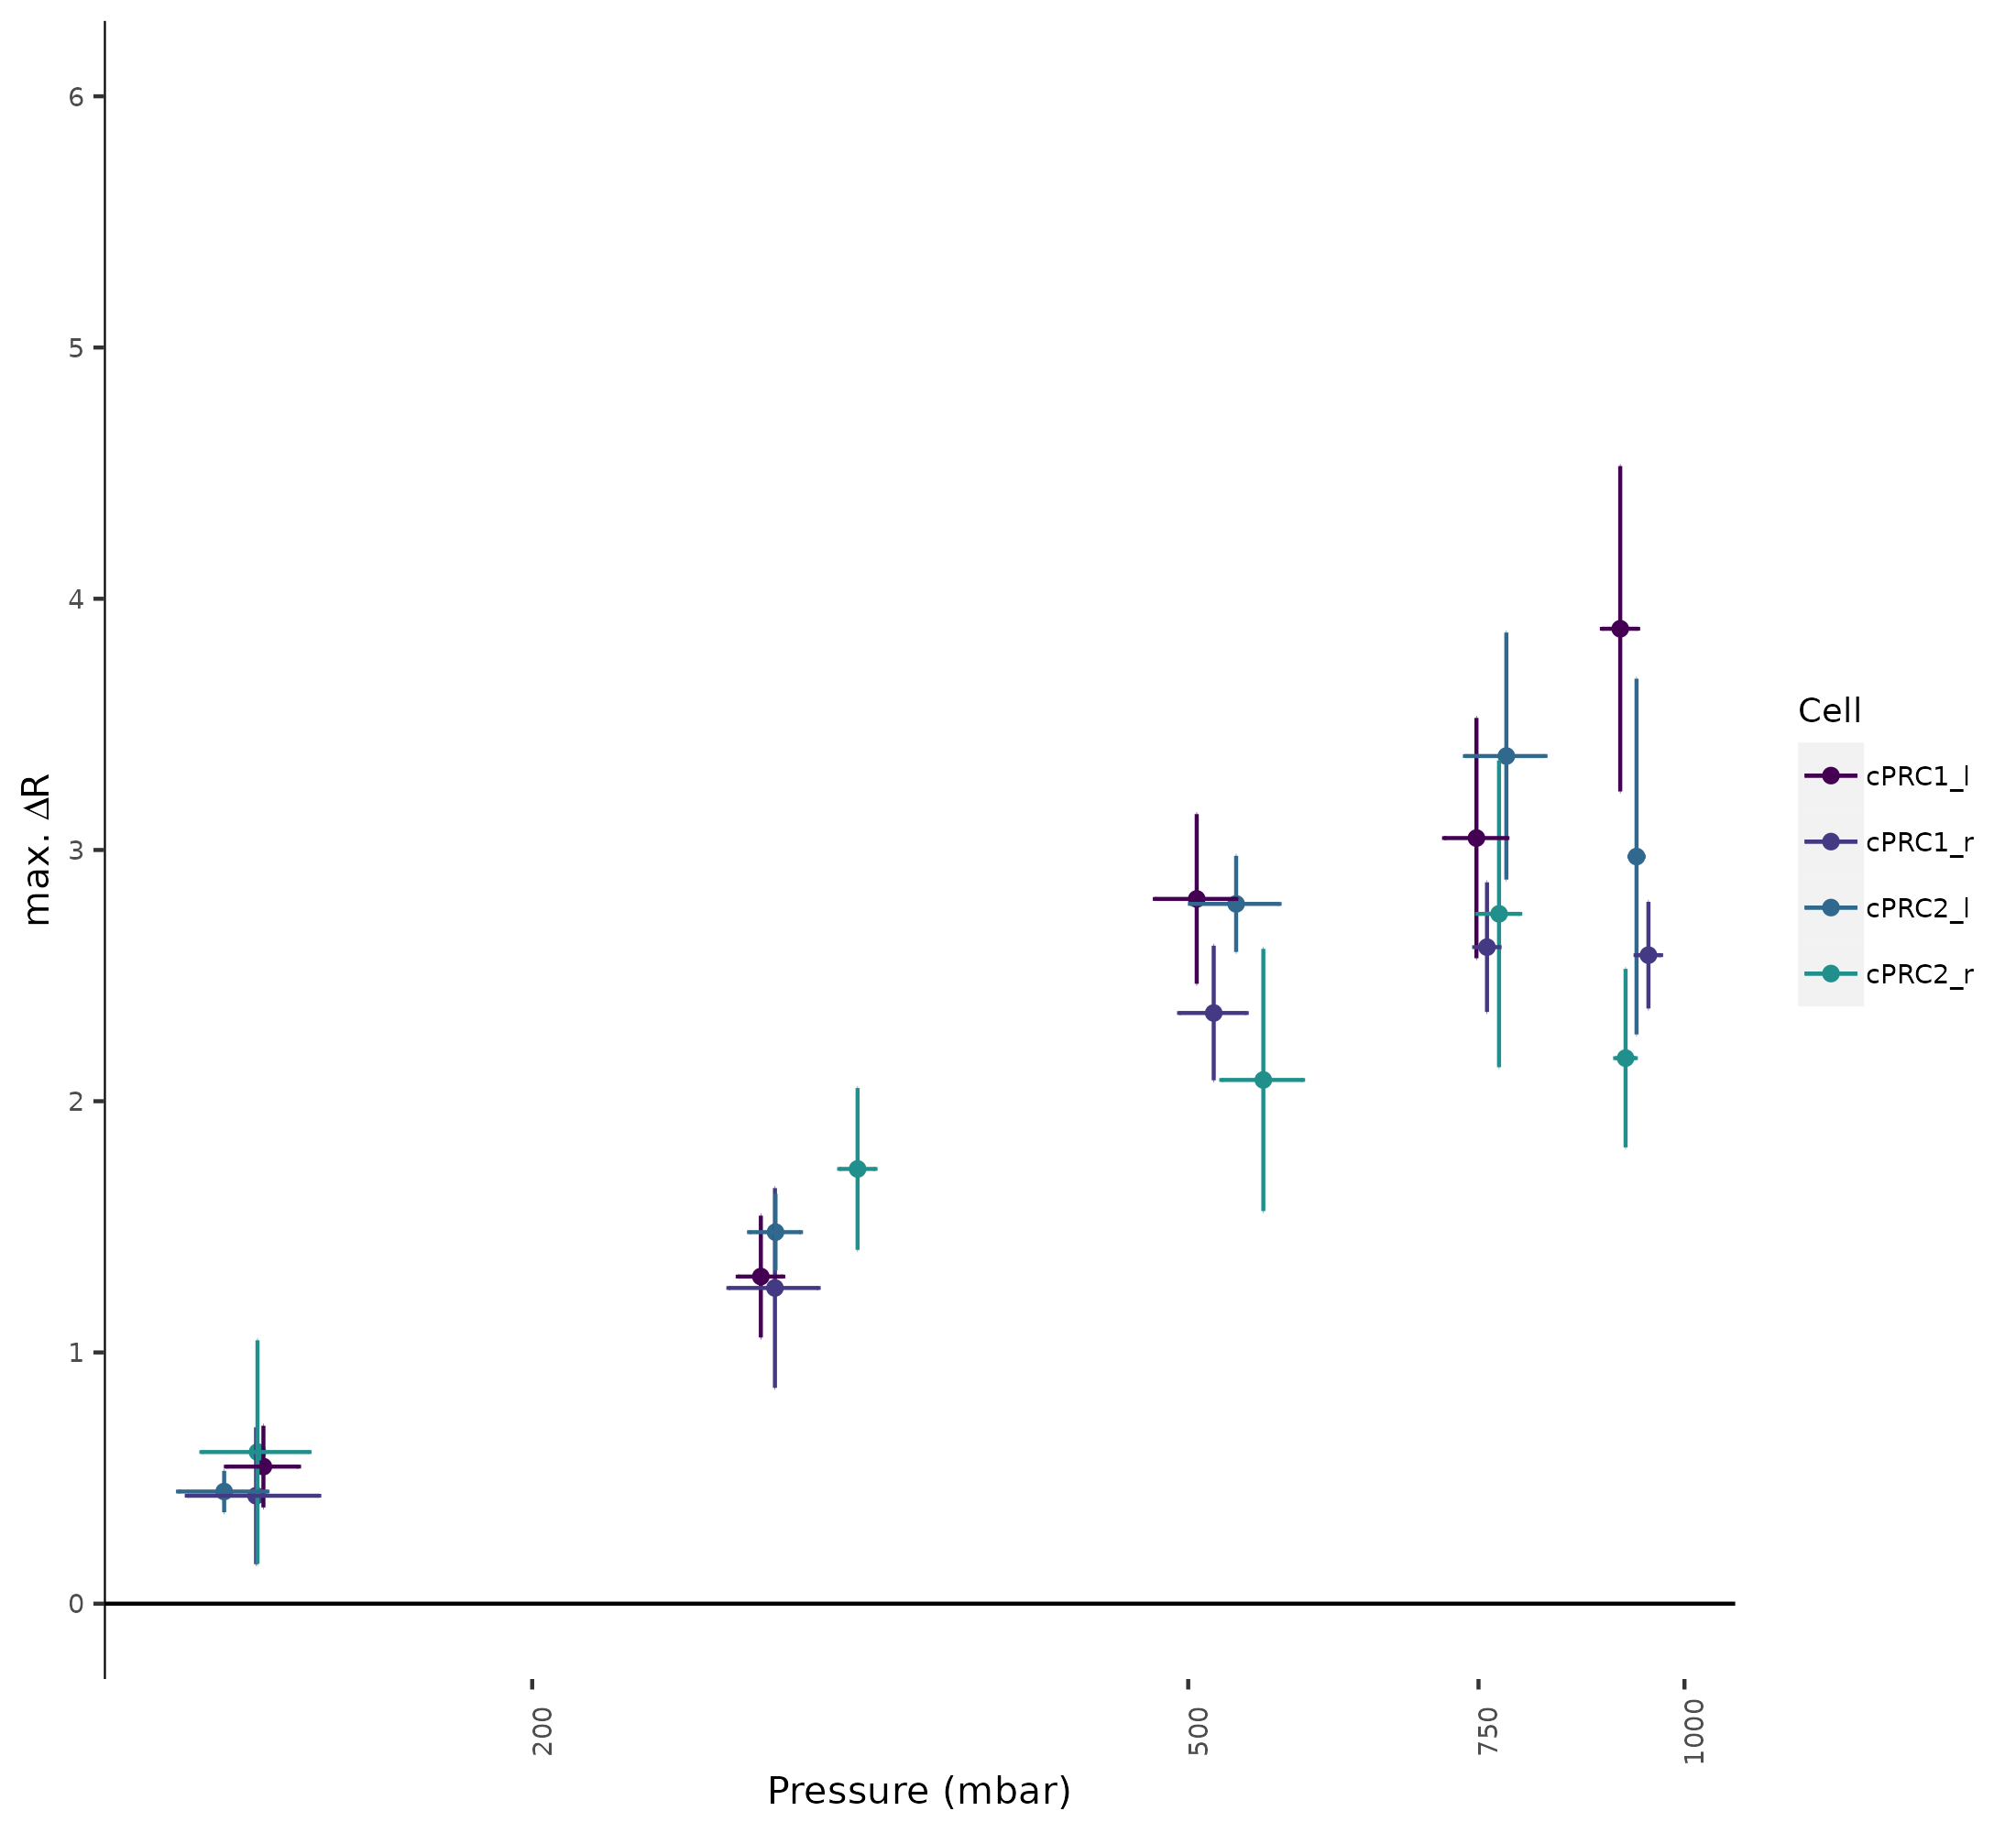 6
5
4
3
2
1
0
max. ΔR
200
500
750
1000
Pressure (mbar)
Cell
cPRC1_l
cPRC1_r
cPRC2_l
cPRC2_r